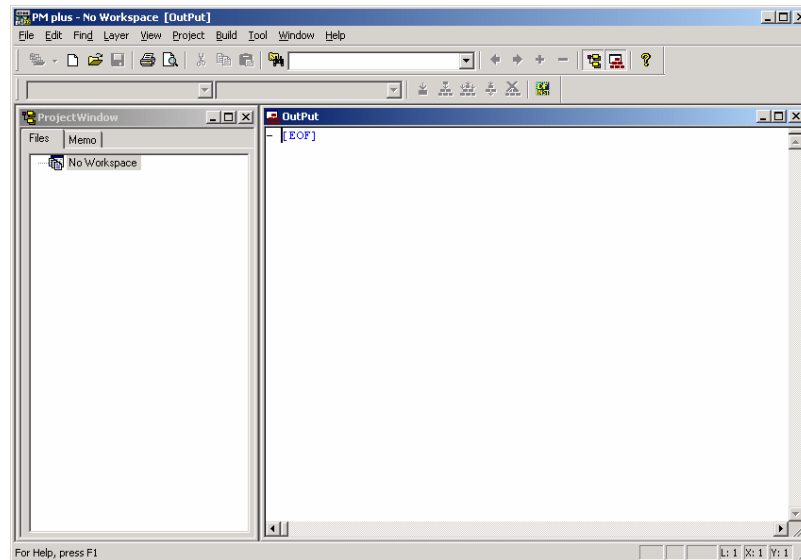 PM plus - No Workspace [OutPut]
File Edit Find Layer View Project Build Tool Window Help
ProjectWindow
OutPut
Files Memo
[EOF]
No Workspace
For Help, press F1
L: 1 X: 1 Y: 1